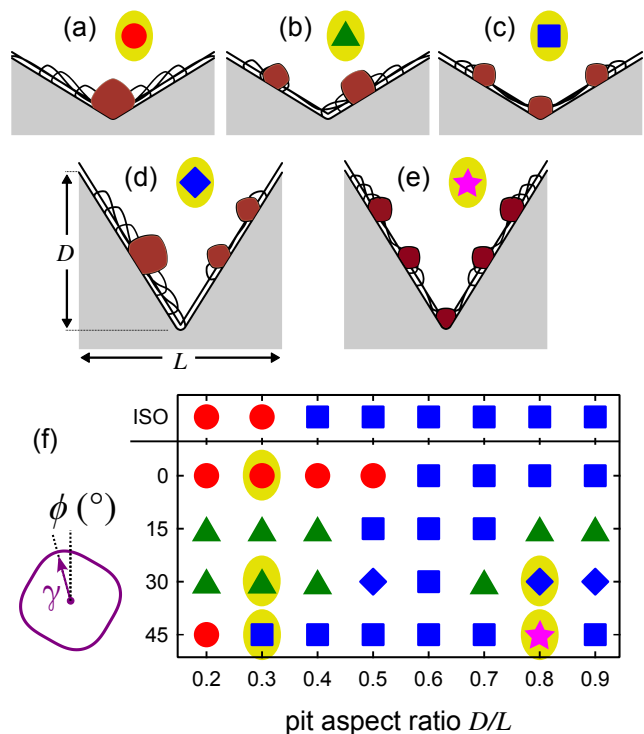 (a)
(b)
(c)
(d)
(e)
D
L
(f)
ISO
0
ϕ (°)
15
30
γ
45
0.2 0.3 0.4 0.5 0.6 0.7 0.8 0.9
pit aspect ratio D/L